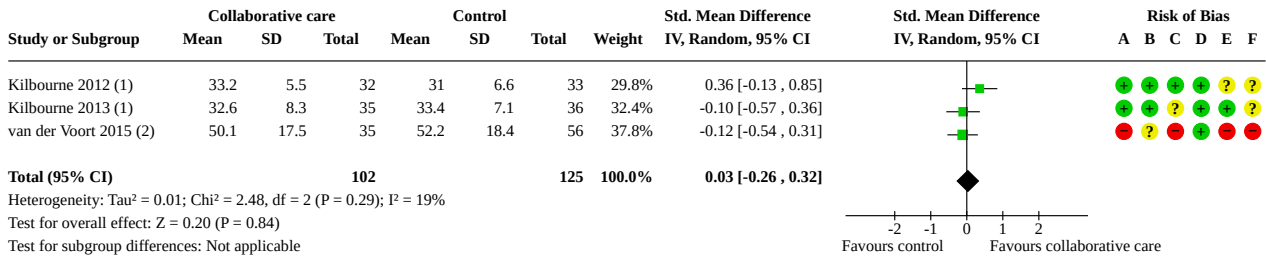 Collaborative care Control Std. Mean Difference Std. Mean Difference Risk of Bias
Study or Subgroup Mean SD Total Mean SD Total Weight IV, Random, 95% CI IV, Random, 95% CI A B C D E F
Kilbourne 2012 (1) 33.2 5.5 32 31 6.6 33 29.8% 0.36 [-0.13 , 0.85] + + + + ? ?
Kilbourne 2013 (1) 32.6 8.3 35 33.4 7.1 36 32.4% -0.10 [-0.57 , 0.36] + + ? + + ?
van der Voort 2015 (2) 50.1 17.5 35 52.2 18.4 56 37.8% -0.12 [-0.54 , 0.31] − ? − + − −
Total (95% CI) 102 125 100.0% 0.03 [-0.26 , 0.32]
Heterogeneity: Tau² = 0.01; Chi² = 2.48, df = 2 (P = 0.29); I² = 19%
Test for overall effect: Z = 0.20 (P = 0.84) -2 -1 0 1 2
Test for subgroup differences: Not applicable Favours control Favours collaborative care